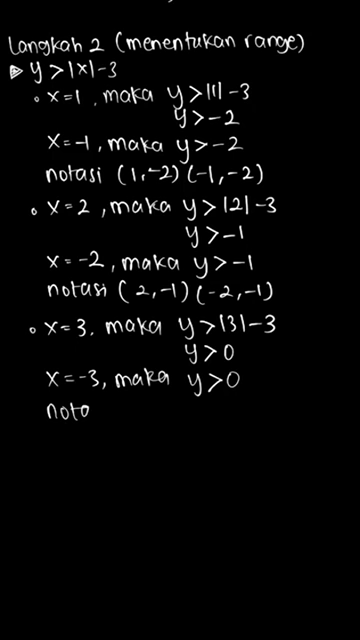 Langkah 2 (menentukan range)
▷ y > |x| - 3
• x = 1, maka y > |1| - 3
y > -2
x = -1, maka y > -2
notasi (1, -2) (-1, -2)
• x = 2, maka y > |2| - 3
y > -1
x = -2, maka y > -1
notasi (2, -1) (-2, -1)
• x = 3. maka y > |3| - 3
y > 0
x = -3, maka y > 0
noto